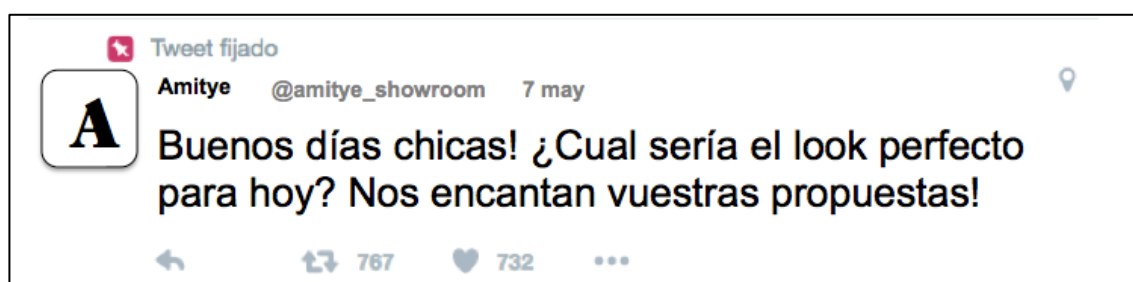 Tweet fijado
Amitye @amitye_showroom 7 may
A
Buenos días chicas! ¿Cual sería el look perfecto
para hoy? Nos encantan vuestras propuestas!
767 732